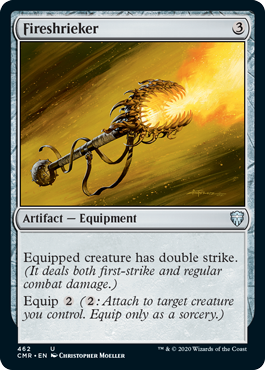 Fireshrieker 3
Artifact — Equipment
Equipped creature has double strike.
(It deals both first-strike and regular
combat damage.)
Equip 2 (2: Attach to target creature
you control. Equip only as a sorcery.)
462 U
CMR • EN Christopher Moeller ™ & © 2020 Wizards of the Coast